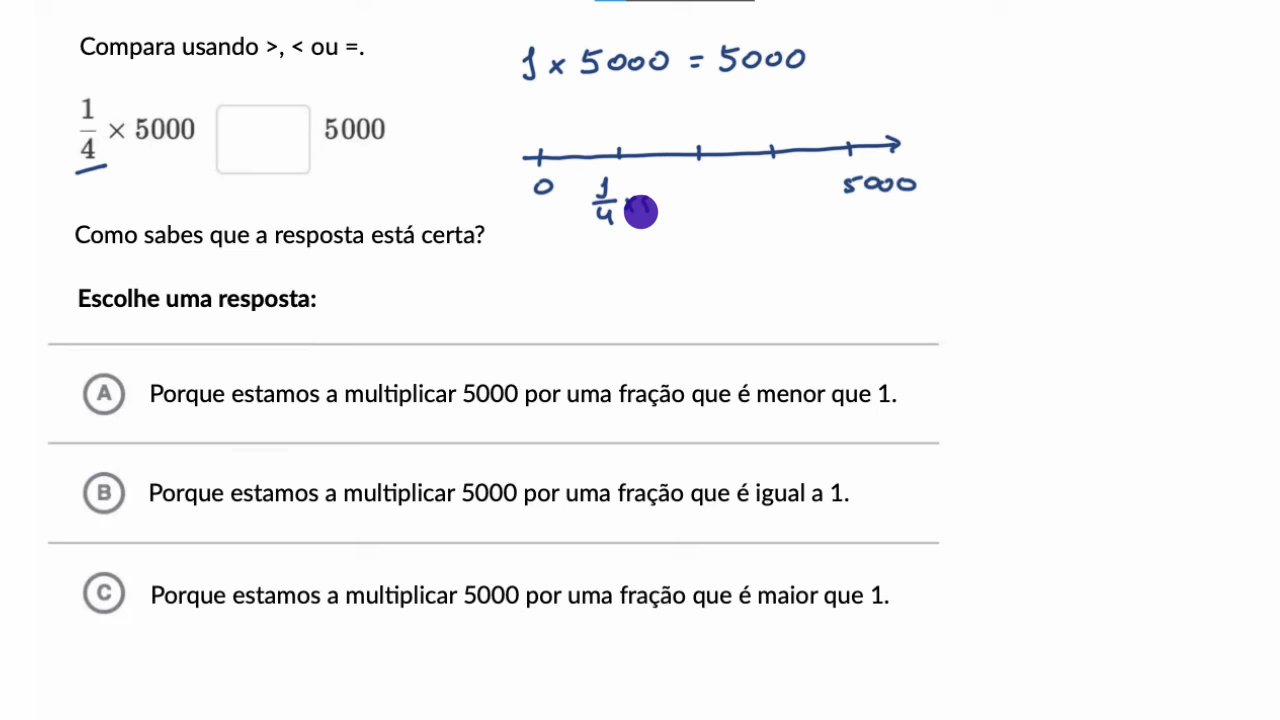 Compara usando >, < ou =.
1 × 5000 = 5000
1/4 × 5000 5000
0 1/4 × 5000
Como sabes que a resposta está certa?
Escolhe uma resposta:
A Porque estamos a multiplicar 5000 por uma fração que é menor que 1.
B Porque estamos a multiplicar 5000 por uma fração que é igual a 1.
C Porque estamos a multiplicar 5000 por uma fração que é maior que 1.